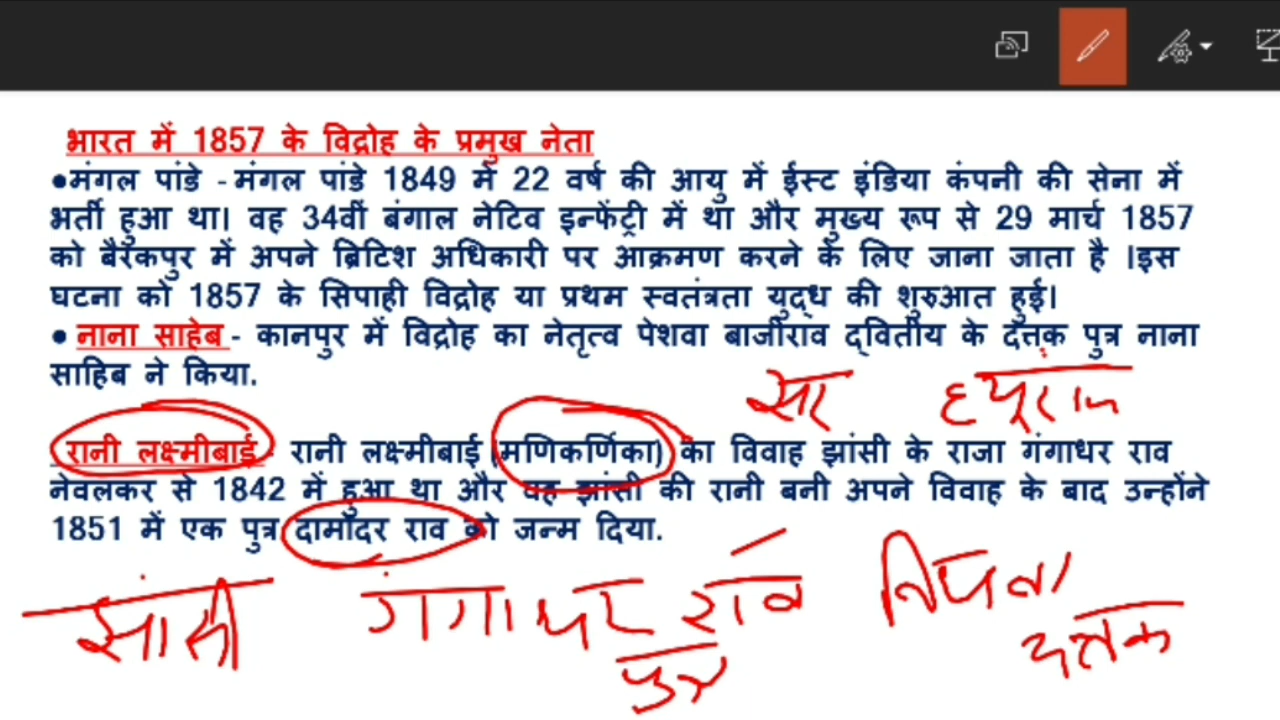 भारत में 1857 के विद्रोह के प्रमुख नेता
●मंगल पांडे - मंगल पांडे 1849 में 22 वर्ष की आयु में ईस्ट इंडिया कंपनी की सेना में
भर्ती हुआ था। वह 34वीं बंगाल नेटिव इन्फेंट्री में था और मुख्य रूप से 29 मार्च 1857
को बैरकपुर में अपने ब्रिटिश अधिकारी पर आक्रमण करने के लिए जाना जाता है ।इस
घटना को 1857 के सिपाही विद्रोह या प्रथम स्वतंत्रता युद्ध की शुरुआत हुई।
● नाना साहेब - कानपुर में विद्रोह का नेतृत्व पेशवा बाजीराव द्वितीय के दत्तक पुत्र नाना
साहिब ने किया.
सर
रानी लक्ष्मीबाई - रानी लक्ष्मीबाई (मणिकर्णिका) का विवाह झांसी के राजा गंगाधर राव
नेवलकर से 1842 में हुआ था और वह झांसी की रानी बनी अपने विवाह के बाद उन्होंने
1851 में एक पुत्र दामोदर राव को जन्म दिया.
गंगाधर राव
पुत्र दत्तक